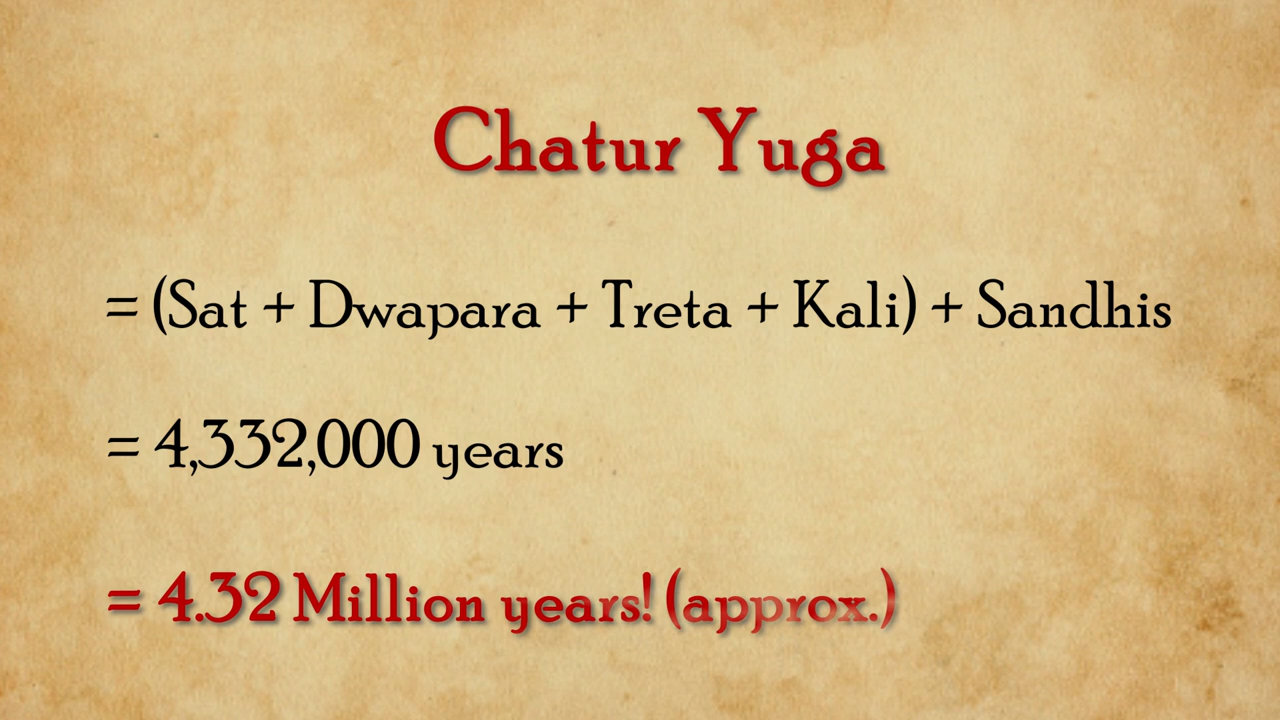 Chatur Yuga
= (Sat + Dwapara + Treta + Kali) + Sandhis
= 4,332,000 years
= 4.32 Million years! (approx.)